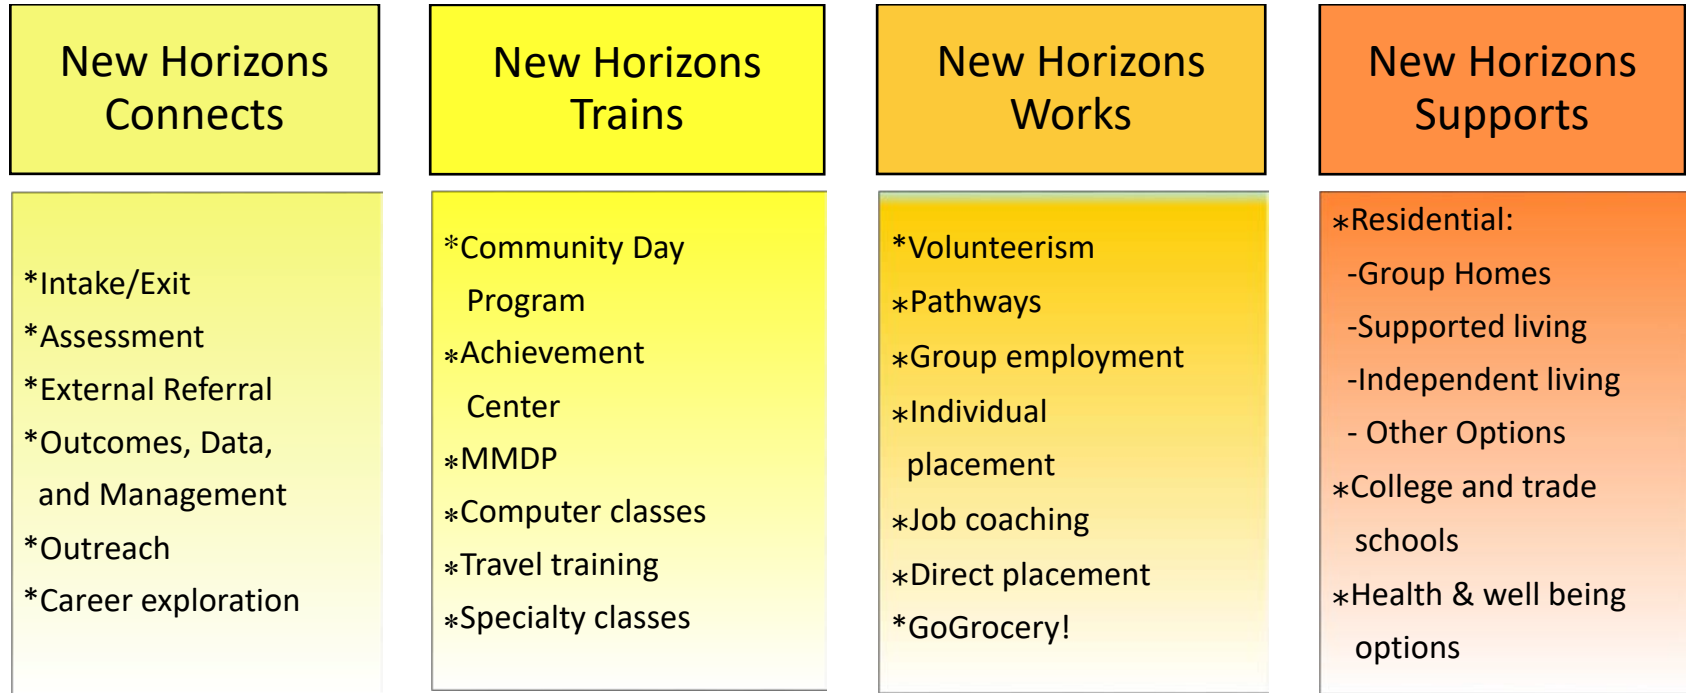 New Horizons
Connects
*Intake/Exit
*Assessment
*External Referral
*Outcomes, Data,
and Management
*Outreach
*Career exploration
New Horizons
Trains
*Community Day
Program
*Achievement
Center
*MMDP
*Computer classes
*Travel training
*Specialty classes
New Horizons
Works
*Volunteerism
*Pathways
*Group employment
*Individual
placement
*Job coaching
*Direct placement
*GoGrocery!
New Horizons
Supports
*Residential:
-Group Homes
-Supported living
-Independent living
- Other Options
*College and trade
schools
*Health & well being
options